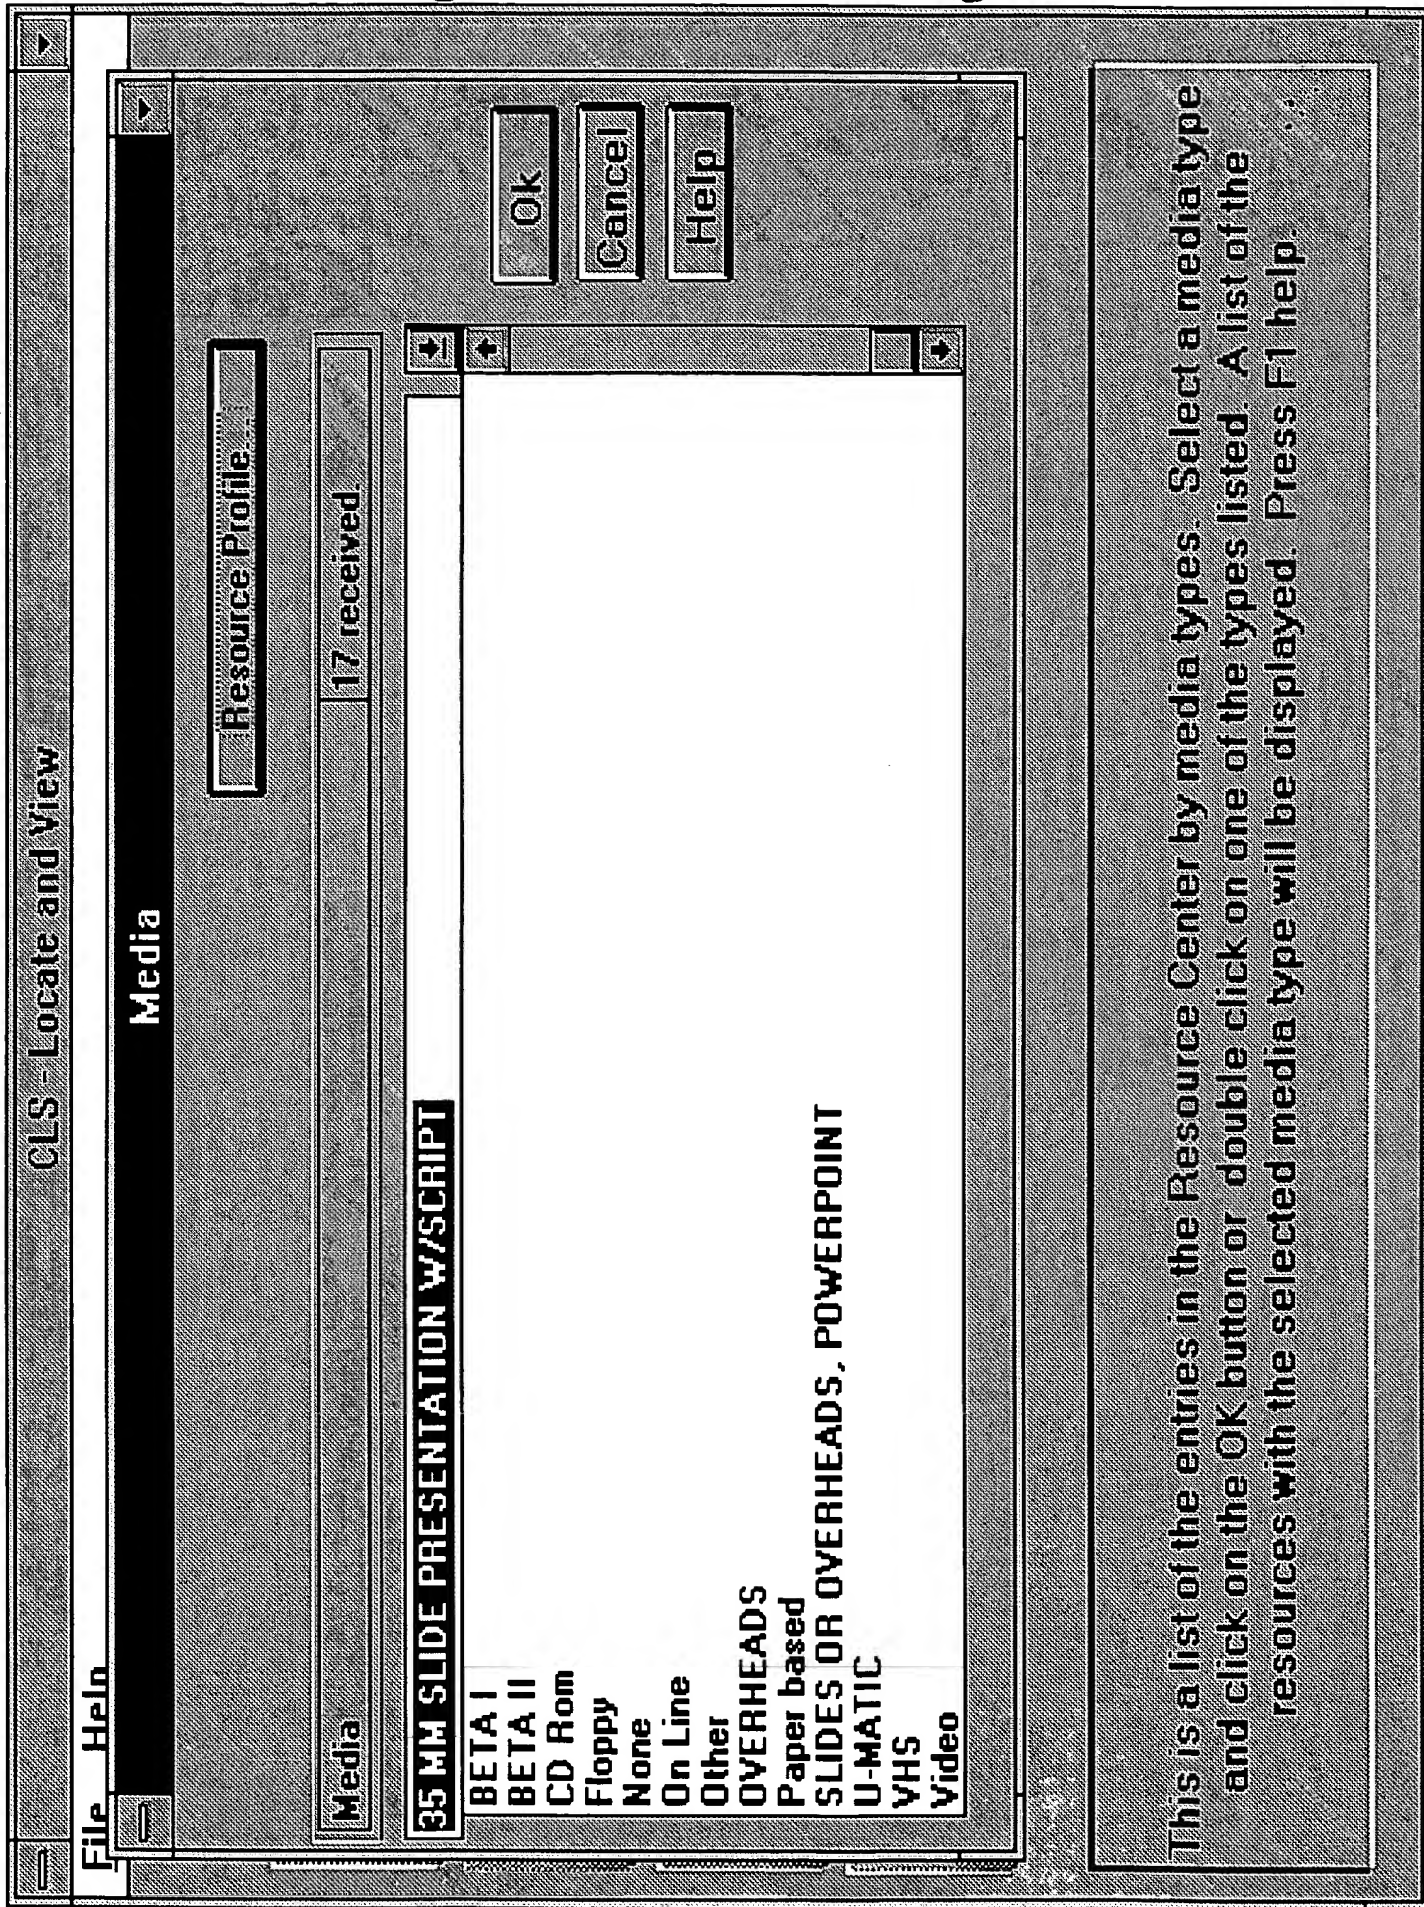 CLS - Locate and View
File Help
Media
Resource Profile...
Media
17 received.
35 MM SLIDE PRESENTATION W/SCRIPT
BETA I
BETA II
CD Rom
Floppy
None
On Line
Other
OVERHEADS
Paper based
SLIDES OR OVERHEADS, POWERPOINT
U-MATIC
VHS
Video
Ok
Cancel
Help
This is a list of the entries in the Resource Center by media types. Select a media type
and click on the OK button or double click on one of the types listed. A list of the
resources with the selected media type will be displayed. Press F1 help.